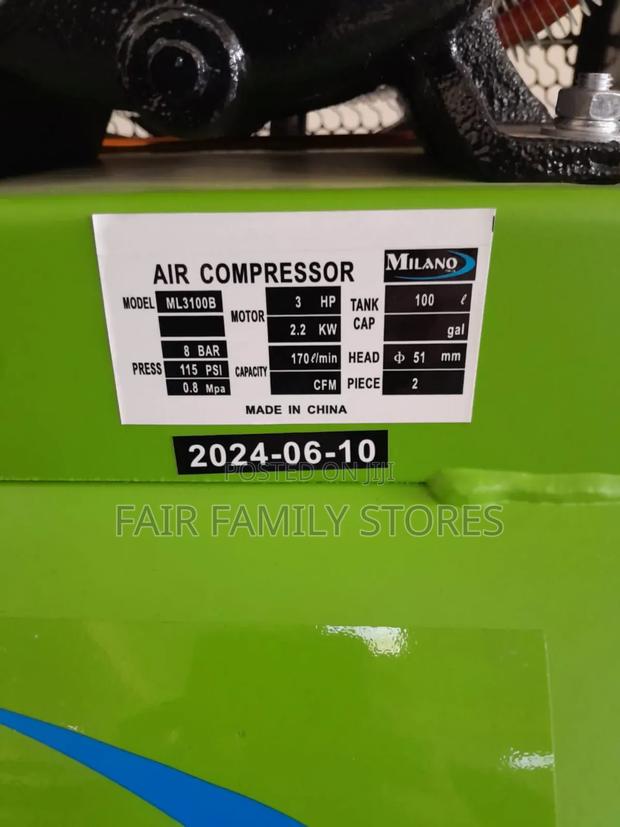 MILANO
AIR COMPRESSOR
MODEL ML3100B
MOTOR 3 HP
2.2 KW
TANK CAP 100 ℓ
gal
PRESS 8 BAR
115 PSI
0.8 Mpa
CAPACITY 170 ℓ/min
CFM
HEAD Φ 51 mm
PIECE 2
MADE IN CHINA
2024-06-10
POSTED ON JIJI
FAIR FAMILY STORES